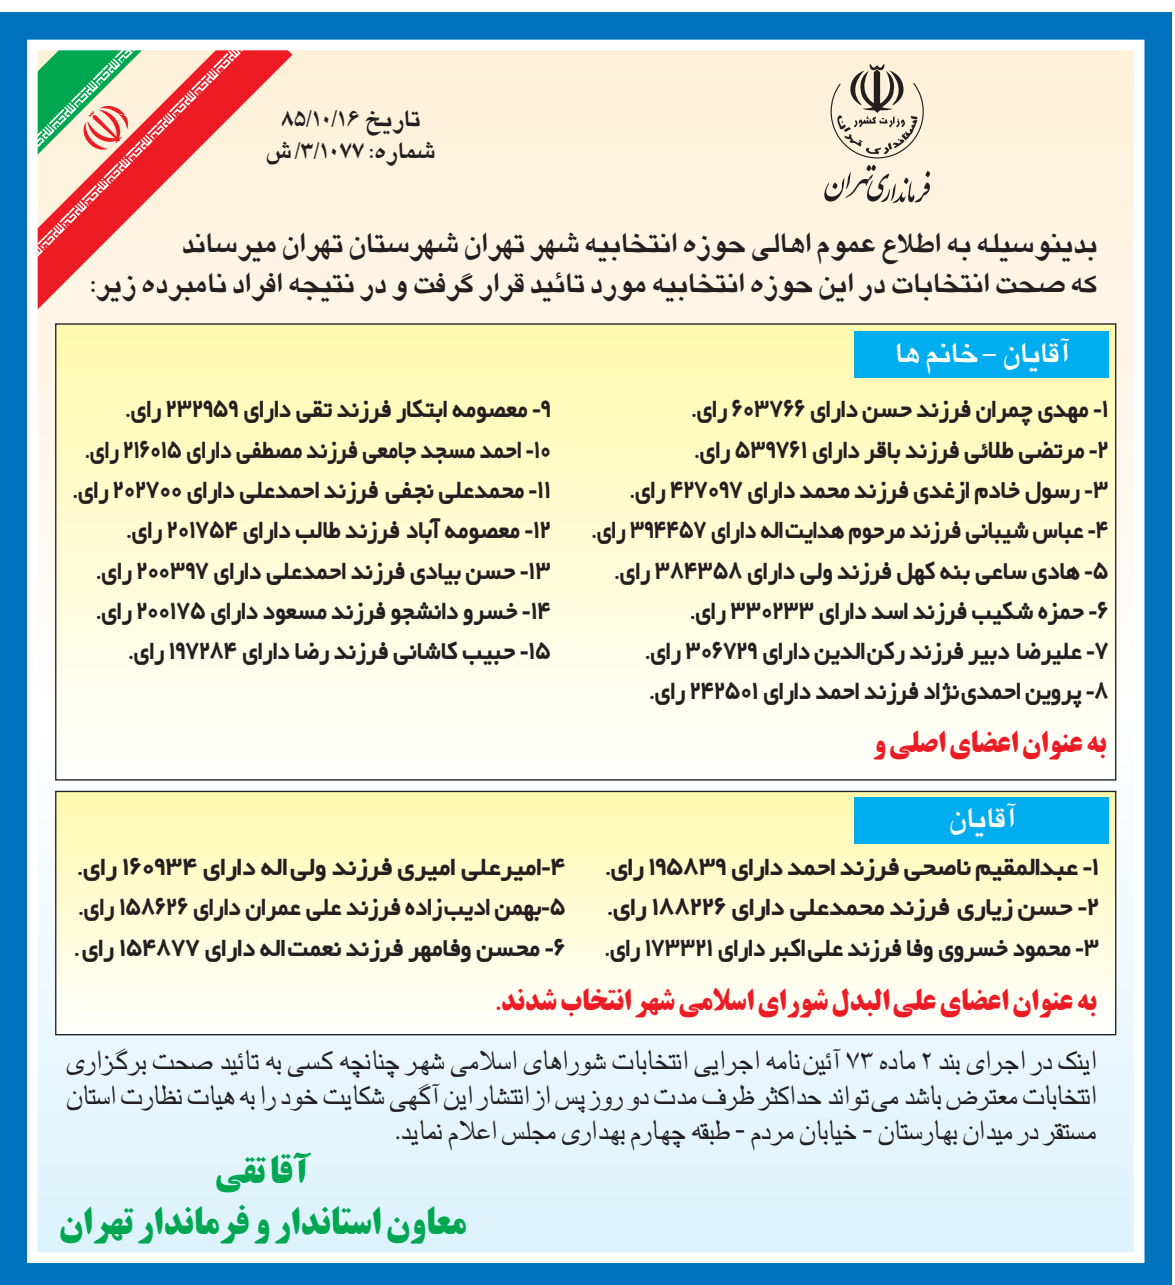 وزارت کشور
استانداری تهران
فرمانداری تهران
تاریخ ۸۵/۱۰/۱۶
شماره: ۳/۱۰۷۷/ش
بدینوسیله به اطلاع عموم اهالی حوزه انتخابیه شهر تهران شهرستان تهران میرساند
که صحت انتخابات در این حوزه انتخابیه مورد تائید قرار گرفت و در نتیجه افراد نامبرده زیر:
آقایان - خانم ها
۱- مهدی چمران فرزند حسن دارای ۶۰۳۷۶۶ رای.
۲- مرتضی طلائی فرزند باقر دارای ۵۳۹۷۶۱ رای.
۳- رسول خادم ازغدی فرزند محمد دارای ۴۲۷۰۹۷ رای.
۴- عباس شیبانی فرزند مرحوم هدایت‌اله دارای ۳۹۴۴۵۷ رای.
۵- هادی ساعی بنه کهل فرزند ولی دارای ۳۸۴۳۵۸ رای.
۶- حمزه شکیب فرزند اسد دارای ۳۳۰۲۳۳ رای.
۷- علیرضا دبیر فرزند رکن‌الدین دارای ۳۰۶۷۲۹ رای.
۸- پروین احمدی‌نژاد فرزند احمد دارای ۲۴۲۵۰۱ رای.
۹- معصومه ابتکار فرزند تقی دارای ۲۳۲۹۵۹ رای.
۱۰- احمد مسجد جامعی فرزند مصطفی دارای ۲۱۶۰۱۵ رای.
۱۱- محمدعلی نجفی فرزند احمدعلی دارای ۲۰۲۷۰۰ رای.
۱۲- معصومه آباد فرزند طالب دارای ۲۰۱۷۵۴ رای.
۱۳- حسن بیادی فرزند احمدعلی دارای ۲۰۰۳۹۷ رای.
۱۴- خسرو دانشجو فرزند مسعود دارای ۲۰۰۱۷۵ رای.
۱۵- حبیب کاشانی فرزند رضا دارای ۱۹۷۲۸۴ رای.
به عنوان اعضای اصلی و
آقایان
۱- عبدالمقیم ناصحی فرزند احمد دارای ۱۹۵۸۳۹ رای.
۲- حسن زیاری فرزند محمدعلی دارای ۱۸۸۲۲۶ رای.
۳- محمود خسروی وفا فرزند علی‌اکبر دارای ۱۷۳۳۲۱ رای.
۴-امیرعلی امیری فرزند ولی‌اله دارای ۱۶۰۹۳۴ رای.
۵-بهمن ادیب‌زاده فرزند علی عمران دارای ۱۵۸۶۲۶ رای.
۶- محسن وفامهر فرزند نعمت‌اله دارای ۱۵۴۸۷۷ رای.
به عنوان اعضای علی البدل شورای اسلامی شهر انتخاب شدند.
اینک در اجرای بند ۲ ماده ۷۳ آئین‌نامه اجرایی انتخابات شوراهای اسلامی شهر چنانچه کسی به تائید صحت برگزاری
انتخابات معترض باشد می‌تواند حداکثر ظرف مدت دو روز پس از انتشار این آگهی شکایت خود را به هیات نظارت استان
مستقر در میدان بهارستان - خیابان مردم - طبقه چهارم بهداری مجلس اعلام نماید.
آقا تقی
معاون استاندار و فرماندار تهران